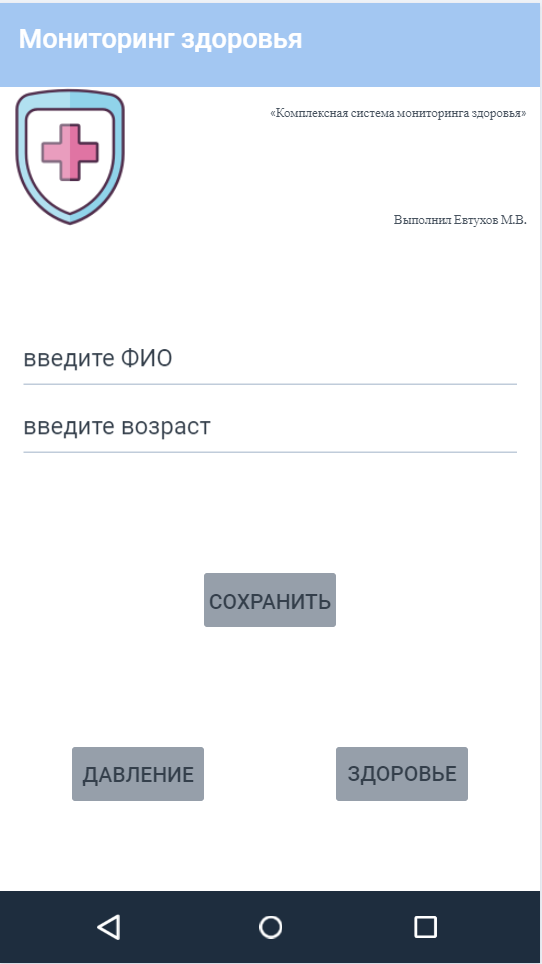 Мониторинг здоровья
«Комплексная система мониторинга здоровья»
Выполнил Евтухов М.В.
введите ФИО
введите возраст
СОХРАНИТЬ
ДАВЛЕНИЕ
ЗДОРОВЬЕ